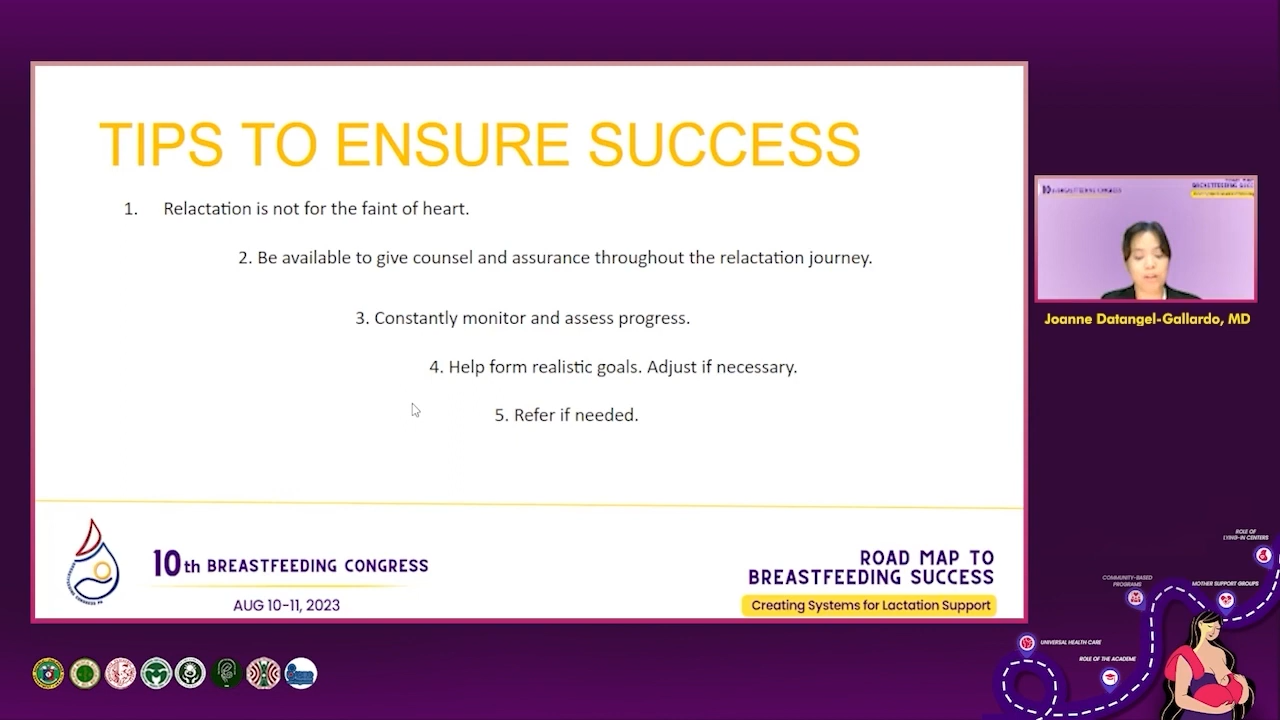 TIPS TO ENSURE SUCCESS
1. Relactation is not for the faint of heart.
2. Be available to give counsel and assurance throughout the relactation journey.
3. Constantly monitor and assess progress.
4. Help form realistic goals. Adjust if necessary.
5. Refer if needed.
10th BREASTFEEDING CONGRESS
AUG 10-11, 2023
ROAD MAP TO
BREASTFEEDING SUCCESS
Creating Systems for Lactation Support
Joanne Datangel-Gallardo, MD
ROLE OF
LYING-IN CENTERS
COMMUNITY-BASED
PROGRAMS
MOTHER SUPPORT GROUPS
UNIVERSAL HEALTH CARE
ROLE OF THE ACADEME